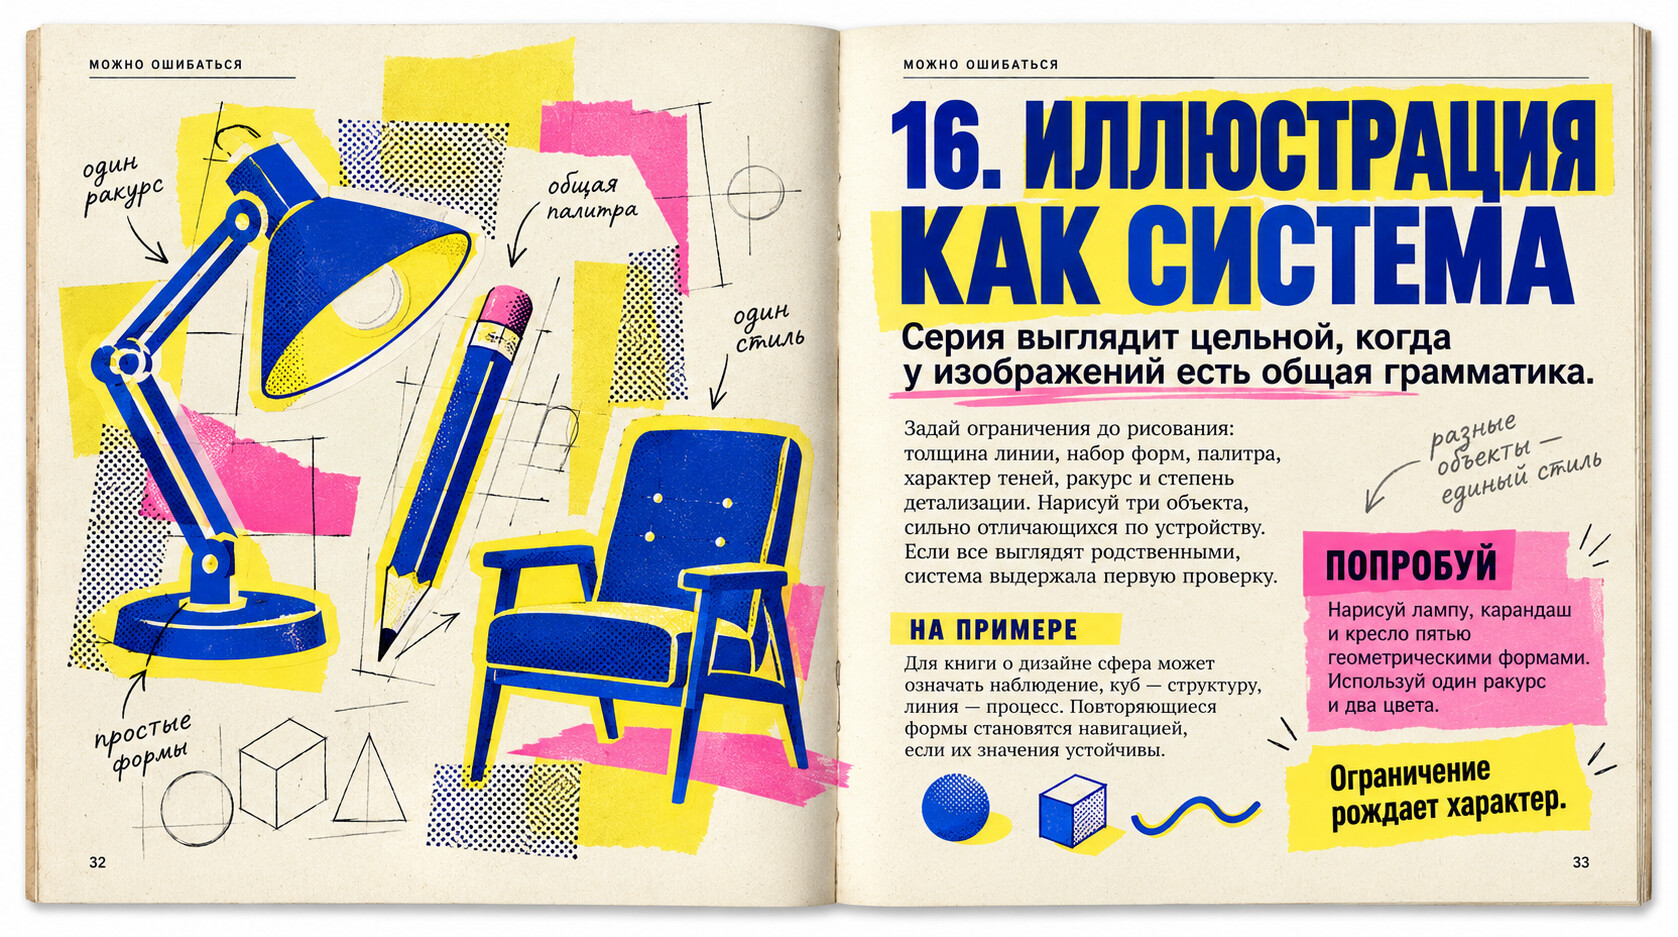 МОЖНО ОШИБАТЬСЯ
один
ракурс
общая
палитра
один
стиль
простые
формы
32
МОЖНО ОШИБАТЬСЯ
16. ИЛЛЮСТРАЦИЯ
КАК СИСТЕМА
Серия выглядит цельной, когда
у изображений есть общая грамматика.
Задай ограничения до рисования:
толщина линии, набор форм, палитра,
характер теней, ракурс и степень
детализации. Нарисуй три объекта,
сильно отличающихся по устройству.
Если все выглядят родственными,
система выдержала первую проверку.
разные
объекты —
единый стиль
НА ПРИМЕРЕ
Для книги о дизайне сфера может
означать наблюдение, куб — структуру,
линия — процесс. Повторяющиеся
формы становятся навигацией,
если их значения устойчивы.
ПОПРОБУЙ
Нарисуй лампу, карандаш
и кресло пятью
геометрическими формами.
Используй один ракурс
и два цвета.
Ограничение
рождает характер.
33